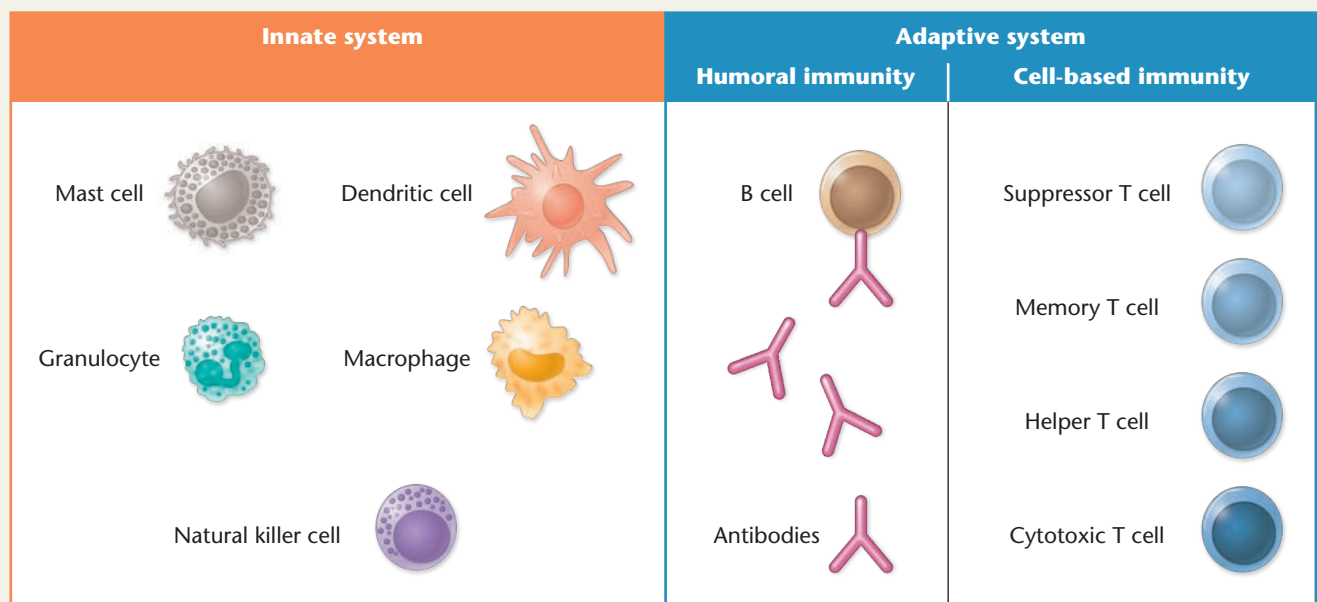 Innate system
Adaptive system
Humoral immunity
Cell-based immunity
Mast cell
Dendritic cell
Granulocyte
Macrophage
Natural killer cell
B cell
Antibodies
Suppressor T cell
Memory T cell
Helper T cell
Cytotoxic T cell